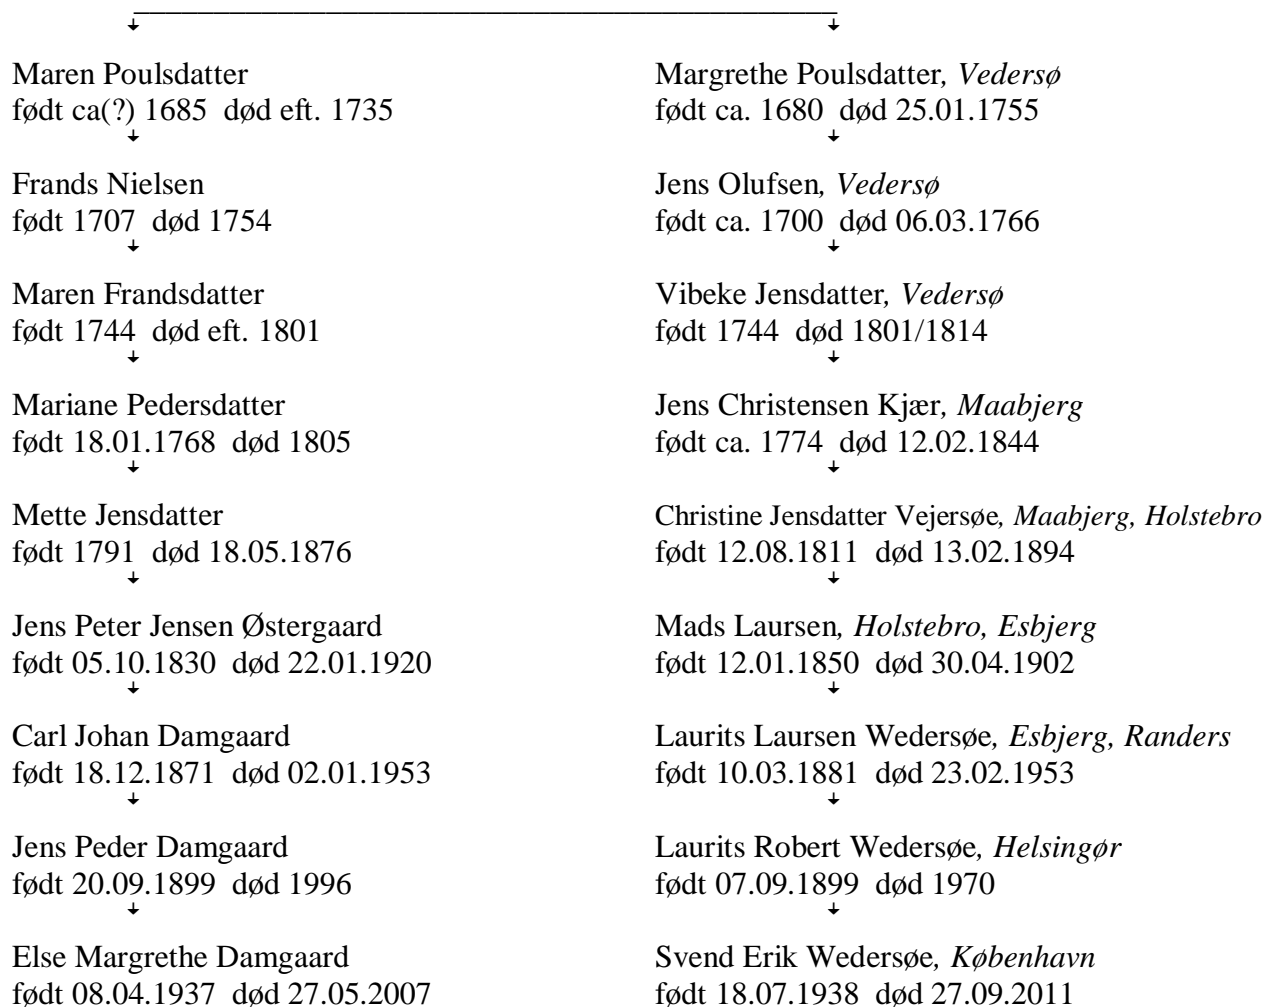 Maren Poulsdatter
født ca(?) 1685 død eft. 1735
Margrethe Poulsdatter, Vedersø
født ca. 1680 død 25.01.1755
Frands Nielsen
født 1707 død 1754
Jens Olufsen, Vedersø
født ca. 1700 død 06.03.1766
Maren Frandsdatter
født 1744 død eft. 1801
Vibeke Jensdatter, Vedersø
født 1744 død 1801/1814
Mariane Pedersdatter
født 18.01.1768 død 1805
Jens Christensen Kjær, Maabjerg
født ca. 1774 død 12.02.1844
Mette Jensdatter
født 1791 død 18.05.1876
Christine Jensdatter Vejersøe, Maabjerg, Holstebro
født 12.08.1811 død 13.02.1894
Jens Peter Jensen Østergaard
født 05.10.1830 død 22.01.1920
Mads Laursen, Holstebro, Esbjerg
født 12.01.1850 død 30.04.1902
Carl Johan Damgaard
født 18.12.1871 død 02.01.1953
Laurits Laursen Wedersøe, Esbjerg, Randers
født 10.03.1881 død 23.02.1953
Jens Peder Damgaard
født 20.09.1899 død 1996
Laurits Robert Wedersøe, Helsingør
født 07.09.1899 død 1970
Else Margrethe Damgaard
født 08.04.1937 død 27.05.2007
Svend Erik Wedersøe, København
født 18.07.1938 død 27.09.2011